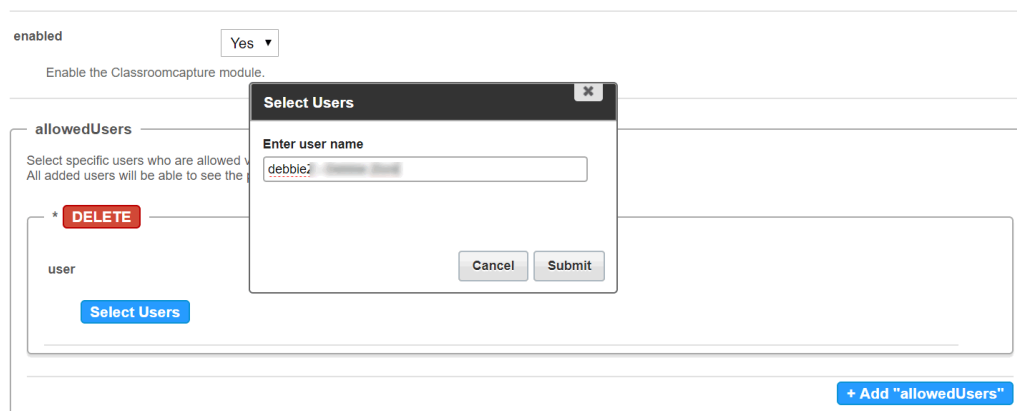 enabled
Yes
Enable the Classroomcapture module.
Select Users
allowedUsers
Enter user name
Select specific users who are allowed
All added users will be able to see the
* DELETE
user
Cancel
Submit
Select Users
+ Add "allowedUsers"